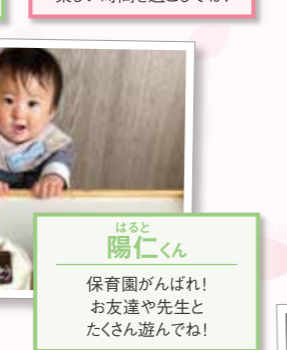 はると
陽仁くん
保育園がんばれ!
お友達や先生と
たくさん遊んでね!